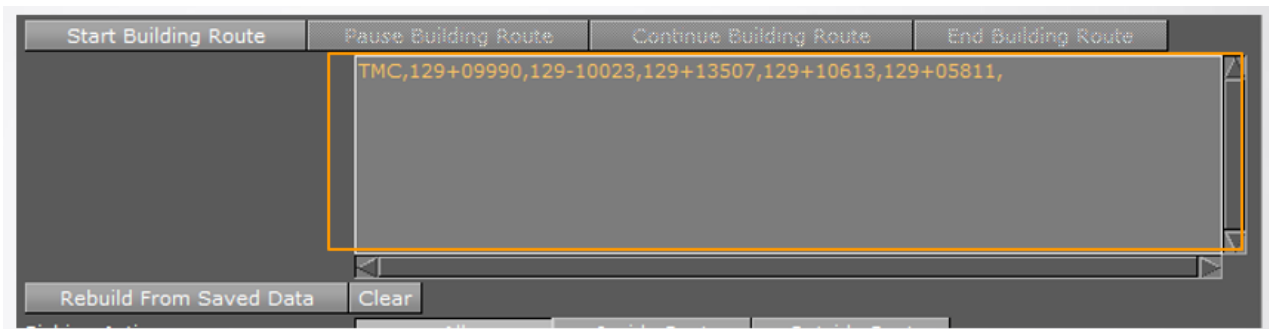 Start Building Route Pause Building Route Continue Building Route End Building Route
TMC,129+09990,129-10023,129+13507,129+10613,129+05811,
Rebuild From Saved Data Clear